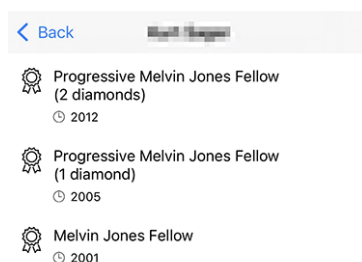 Back
Progressive Melvin Jones Fellow
(2 diamonds)
2012
Progressive Melvin Jones Fellow
(1 diamond)
2005
Melvin Jones Fellow
2001